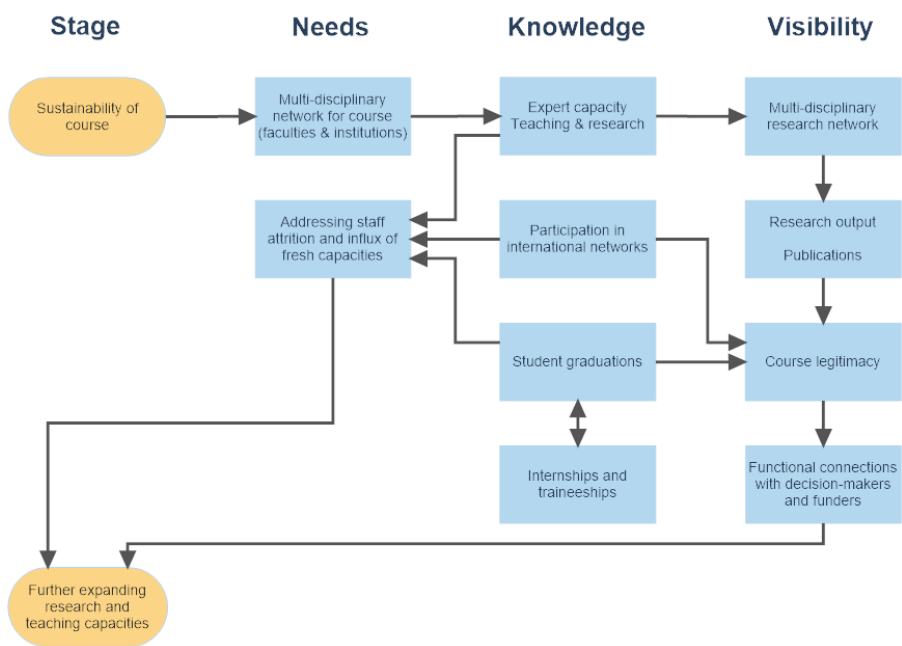 Stage
Needs
Knowledge
Visibility
Sustainability of
course
Multi-disciplinary
network for course
(faculties & institutions)
Expert capacity
Teaching & research
Multi-disciplinary
research network
Addressing staff
attrition and influx of
fresh capacities
Participation in
international networks
Research output
Publications
Student graduations
Course legitimacy
Internships and
traineeships
Functional connections
with decision-makers
and funders
Further expanding
research and
teaching capacities